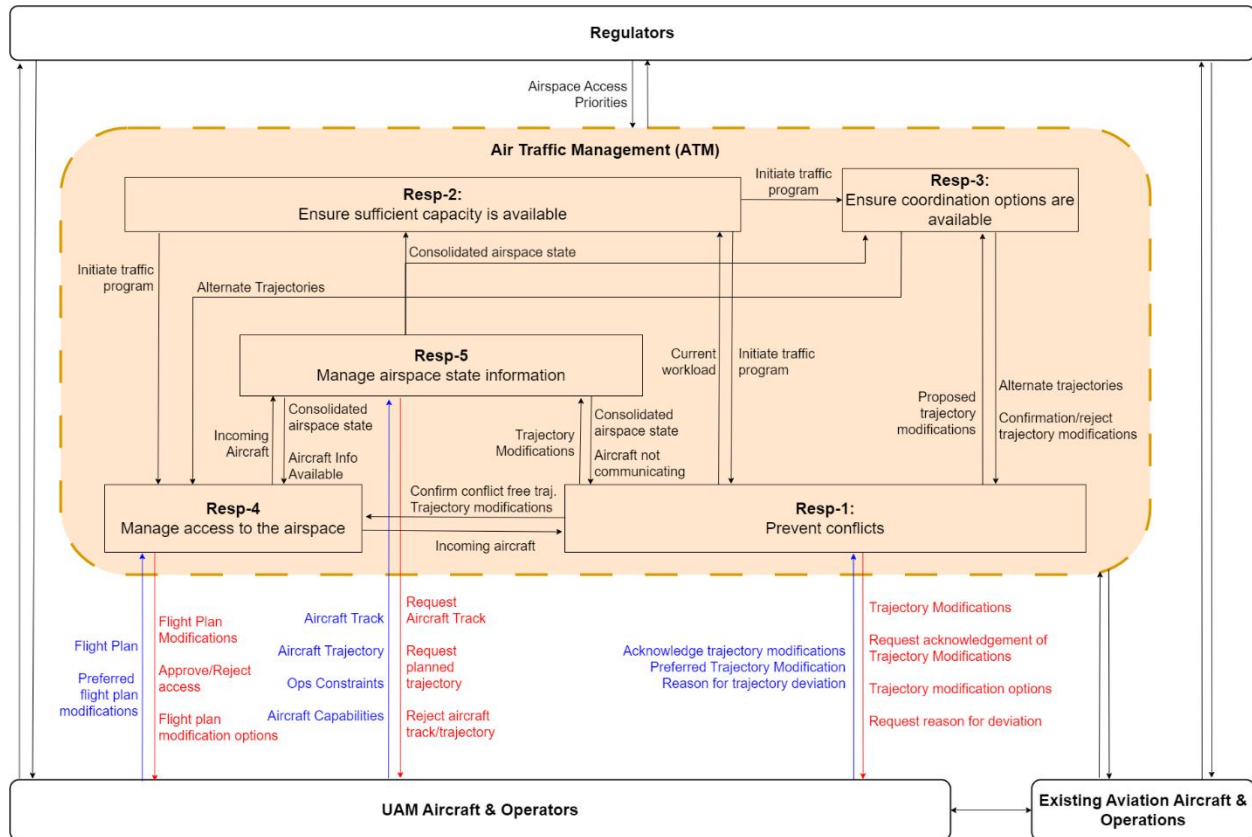 Regulators
Airspace Access
Priorities
Air Traffic Management (ATM)
Resp-2:
Ensure sufficient capacity is available
Initiate traffic
program
Resp-3:
Ensure coordination options are
available
Consolidated airspace state
Initiate traffic
program
Alternate Trajectories
Resp-5
Manage airspace state information
Current
workload
Initiate traffic
program
Proposed
trajectory
modifications
Alternate trajectories
Confirmation/reject
trajectory modifications
Incoming
Aircraft
Consolidated
airspace state
Aircraft Info
Available
Trajectory
Modifications
Consolidated
airspace state
Aircraft not
communicating
Resp-4
Manage access to the airspace
Confirm conflict free traj.
Trajectory modifications
Incoming aircraft
Resp-1:
Prevent conflicts
Flight Plan
Preferred
flight plan
modifications
Flight Plan
Modifications
Approve/Reject
access
Flight plan
modification options
Aircraft Track
Aircraft Trajectory
Ops Constraints
Aircraft Capabilities
Request
Aircraft Track
Request
planned
trajectory
Reject aircraft
track/trajectory
Acknowledge trajectory modifications
Preferred Trajectory Modification
Reason for trajectory deviation
Trajectory Modifications
Request acknowledgement of
Trajectory Modifications
Trajectory modification options
Request reason for deviation
UAM Aircraft & Operators
Existing Aviation Aircraft &
Operations